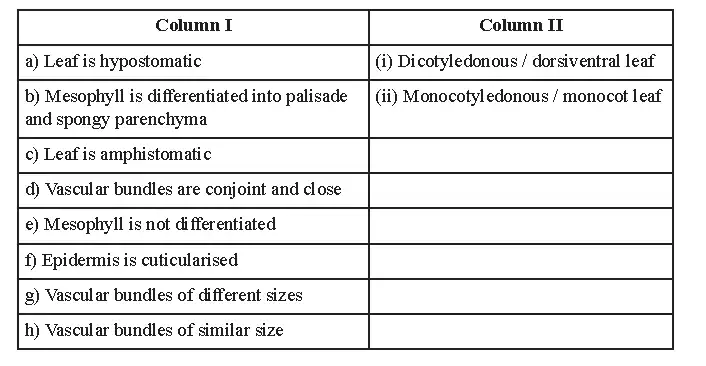 Column I Column II
a) Leaf is hypostomatic (i) Dicotyledonous / dorsiventral leaf
b) Mesophyll is differentiated into palisade (ii) Monocotyledonous / monocot leaf
and spongy parenchyma
c) Leaf is amphistomatic
d) Vascular bundles are conjoint and close
e) Mesophyll is not differentiated
f) Epidermis is cuticularised
g) Vascular bundles of different sizes
h) Vascular bundles of similar size